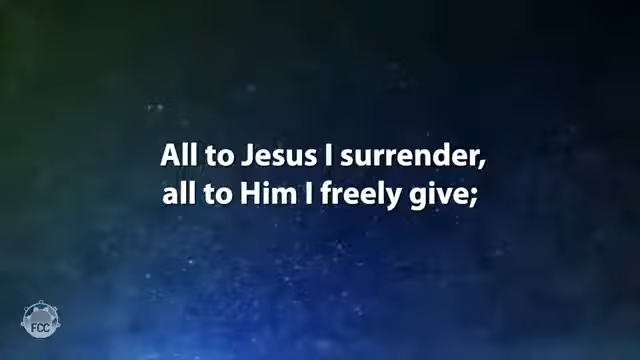 All to Jesus I surrender,
all to Him I freely give;
FCC